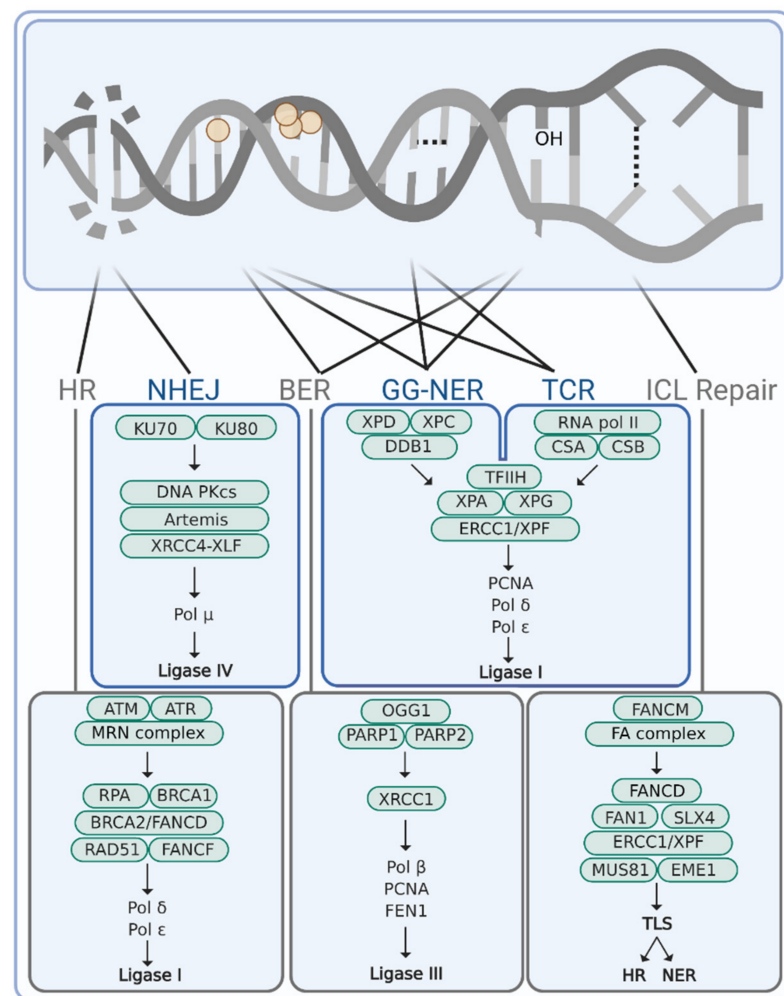 OH
HR NHEJ BER GG-NER TCR ICL Repair
KU70 KU80
DNA PKcs
Artemis
XRCC4-XLF
Pol μ
Ligase IV
XPD XPC
DDB1
RNA pol II
CSA CSB
TFIIH
XPA XPG
ERCC1/XPF
PCNA
Pol δ
Pol ε
Ligase I
ATM ATR
MRN complex
RPA BRCA1
BRCA2/FANCD
RAD51 FANCF
Pol δ
Pol ε
Ligase I
OGG1
PARP1 PARP2
XRCC1
Pol β
PCNA
FEN1
Ligase III
FANCM
FA complex
FANCD
FAN1 SLX4
ERCC1/XPF
MUS81 EME1
TLS
HR NER